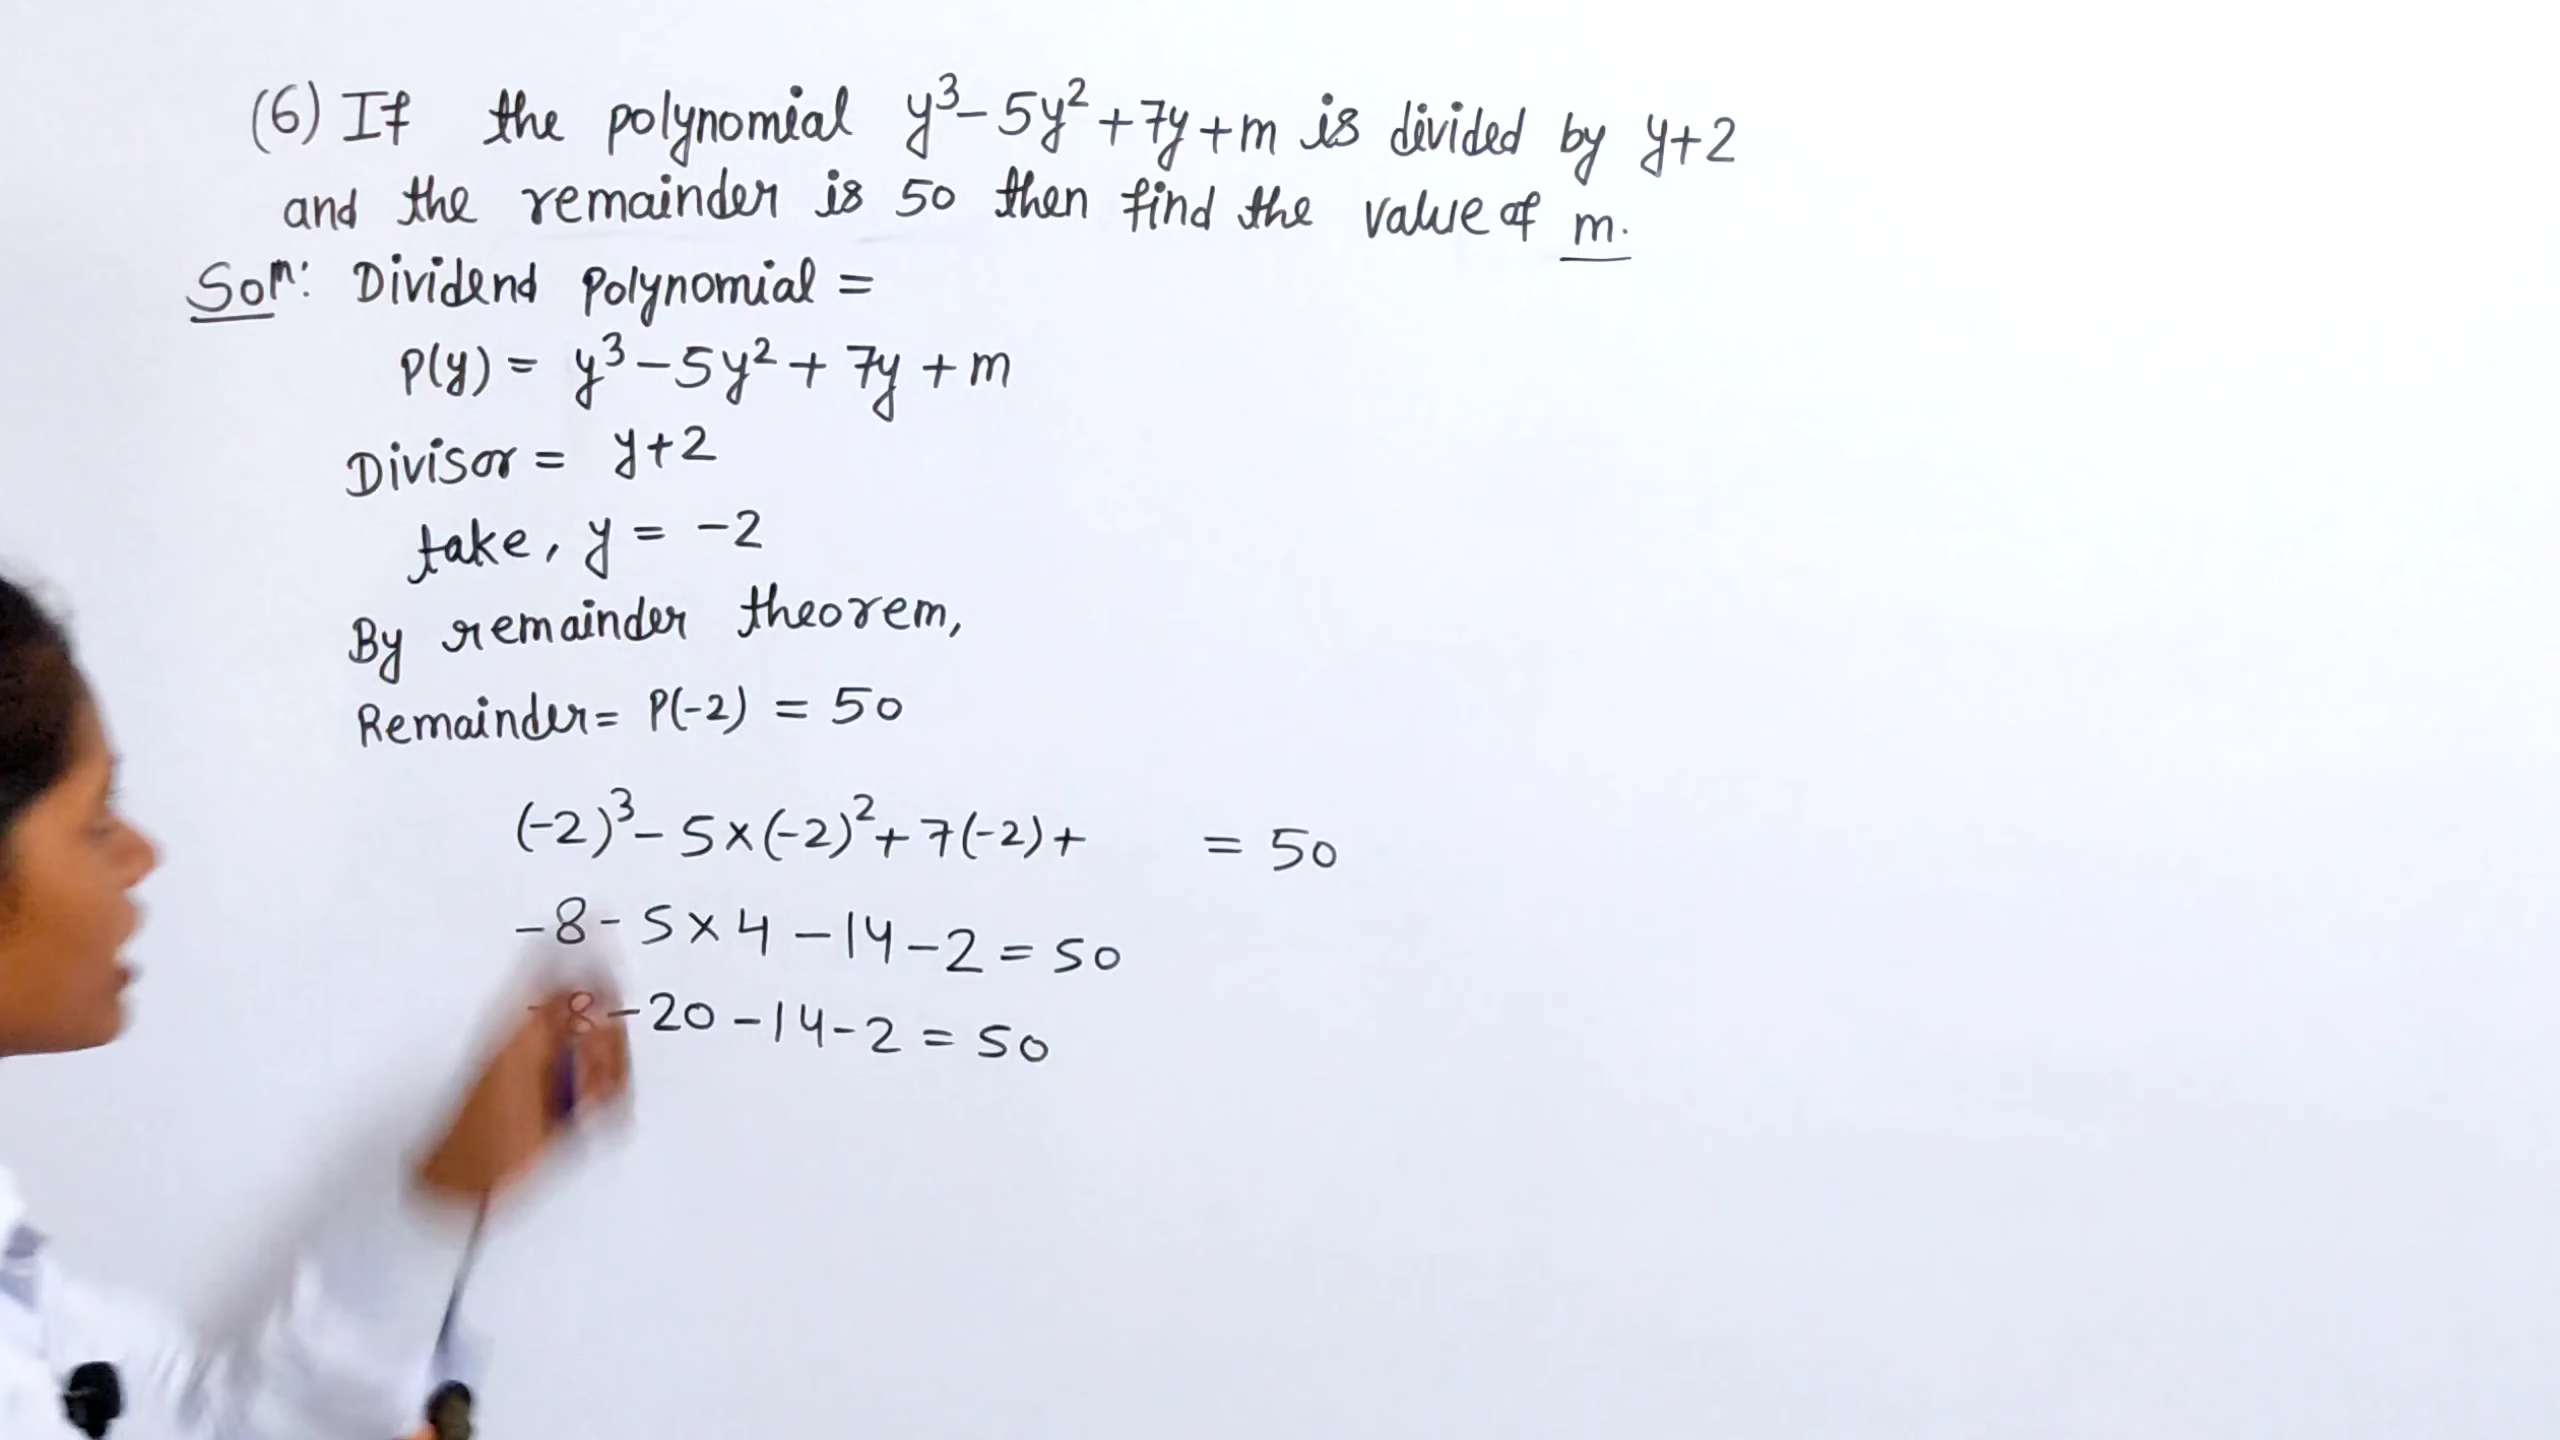 (6) If the polynomial y³-5y²+7y+m is divided by y+2
and the remainder is 50 then find the value of m.
Solⁿ: Dividend polynomial =
P(y) = y³-5y²+7y+m
Divisor = y+2
take, y = -2
By remainder theorem,
Remainder= P(-2) = 50
(-2)³-5×(-2)²+7(-2)+ = 50
-8-5×4-14-2=50
-8-20-14-2=50